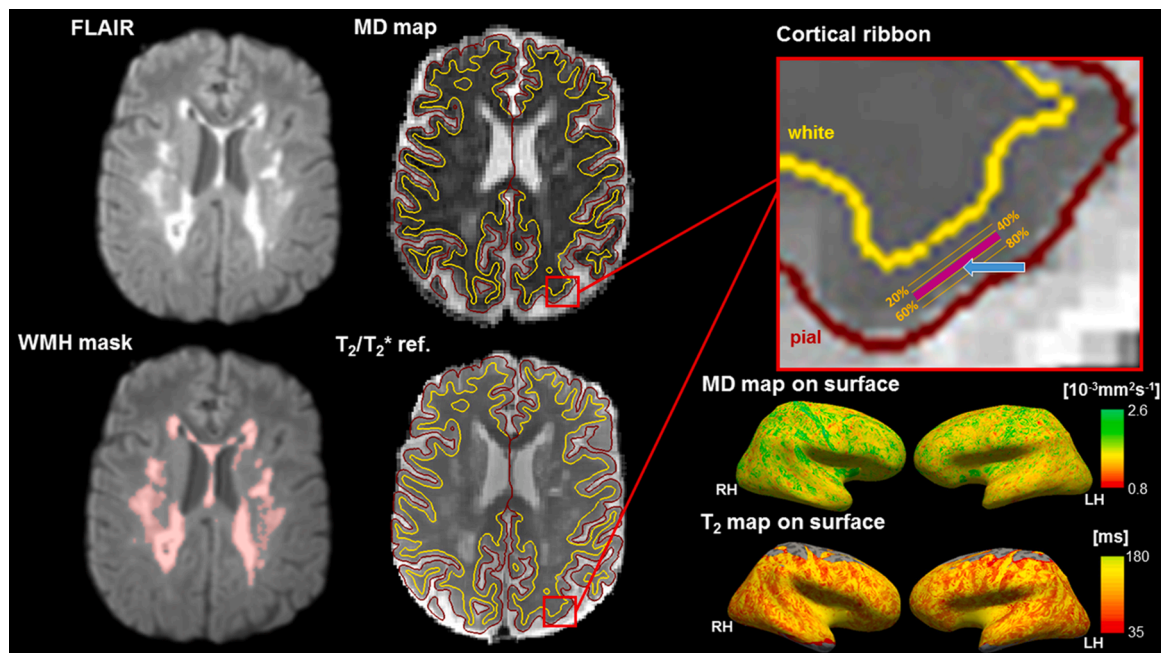 FLAIR
MD map
Cortical ribbon
white
40%
80%
20%
60%
pial
WMH mask
T₂/T₂* ref.
MD map on surface
[10⁻³mm²s⁻¹]
2.6
RH
LH
0.8
T₂ map on surface
[ms]
180
RH
LH
35